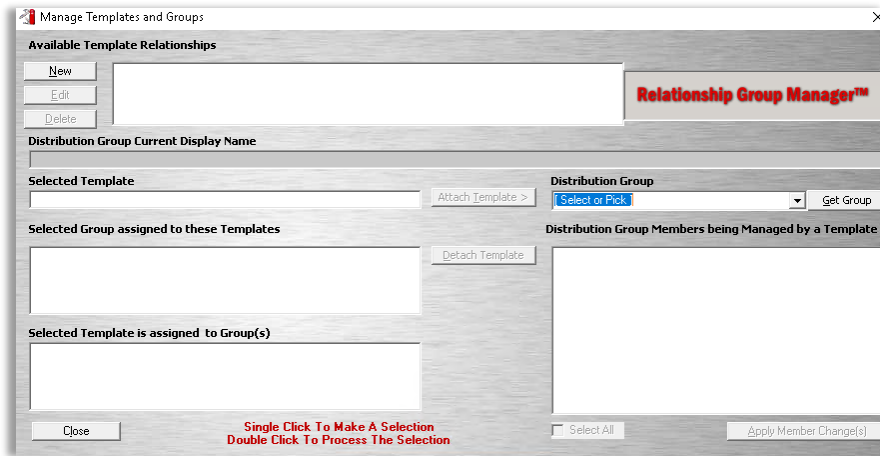 Manage Templates and Groups
Available Template Relationships
New
Edit
Delete
Relationship Group Manager™
Distribution Group Current Display Name
Selected Template
Attach Template >
Distribution Group
[ Select or Pick ]
Get Group
Selected Group assigned to these Templates
Detach Template
Distribution Group Members being Managed by a Template
Selected Template is assigned to Group(s)
Close
Single Click To Make A Selection
Double Click To Process The Selection
Select All
Apply Member Change(s)